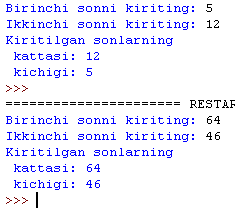 Birinchi sonni kiriting: 5
Ikkinchi sonni kiriting: 12
Kiritilgan sonlarning
 kattasi: 12
 kichigi: 5
>>>
====================== RESTAR
Birinchi sonni kiriting: 64
Ikkinchi sonni kiriting: 46
Kiritilgan sonlarning
 kattasi: 64
 kichigi: 46
>>>